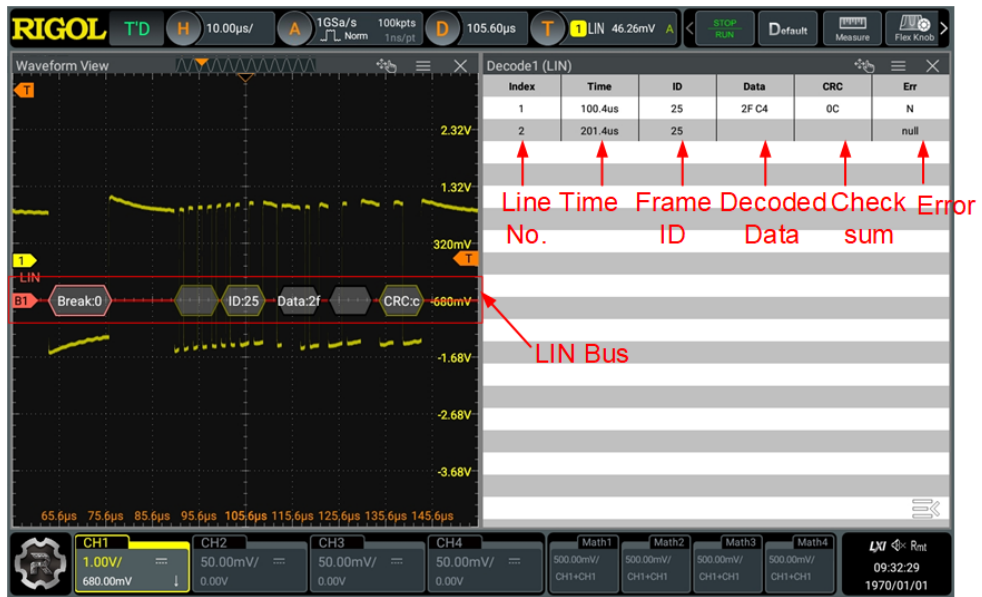 RIGOL T'D H 10.00μs/ A 1GSa/s 100kpts Norm 1ns/pt D 105.60μs T 1 LIN 46.26mV A < STOP RUN Default Measure Flex Knob >
Waveform View
Decode1 (LIN)
Index Time ID Data CRC Err
1 100.4us 25 2F C4 0C N
2 201.4us 25 null
T
2.32V
1.32V
320mV
-680mV
-1.68V
-2.68V
-3.68V
1
T
LIN
B1 Break:0 ID:25 Data:2f CRC:c
Line No.
Time
Frame ID
Decoded Data
Check sum
Error
LIN Bus
65.6μs 75.6μs 85.6μs 95.6μs 105.6μs 115.6μs 125.6μs 135.6μs 145.6μs
CH1
1.00V/
680.00mV
CH2
50.00mV/
0.00V
CH3
50.00mV/
0.00V
CH4
50.00mV/
0.00V
Math1
500.00mV/
CH1+CH1
Math2
500.00mV/
CH1+CH1
Math3
500.00mV/
CH1+CH1
Math4
500.00mV/
CH1+CH1
LXI Rmt
09:32:29
1970/01/01